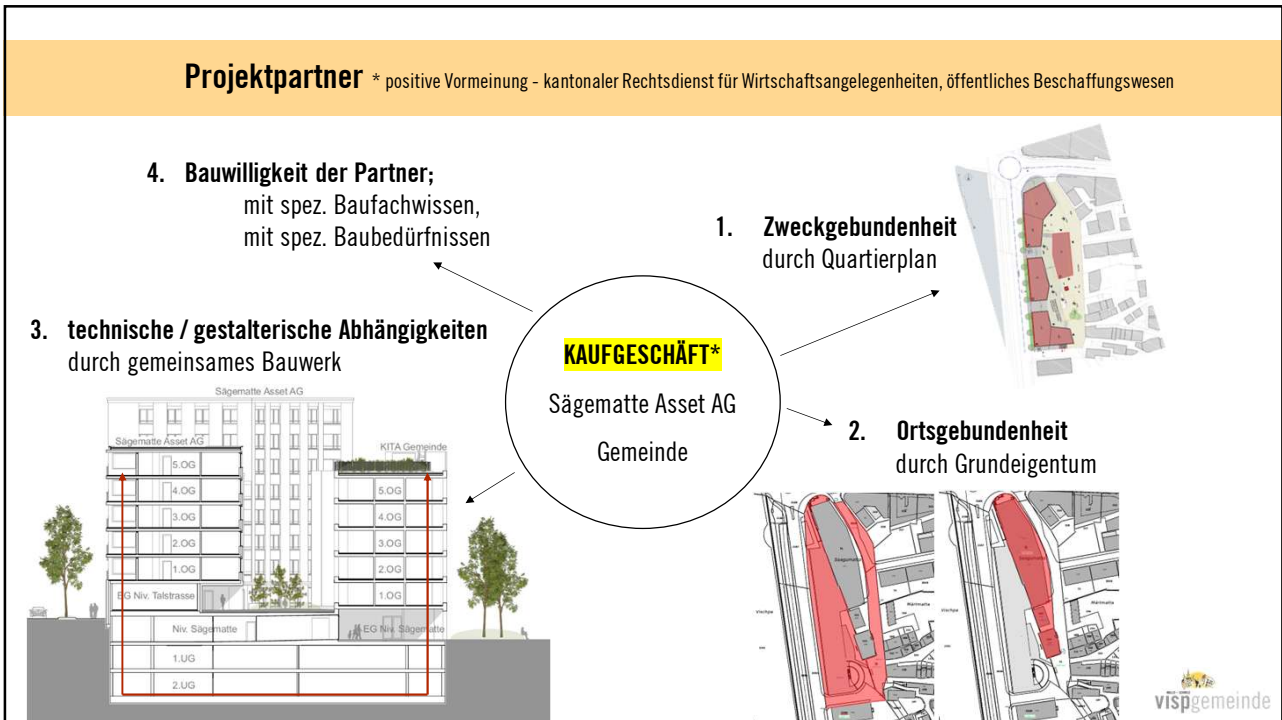 Projektpartner * positive Vormeinung - kantonaler Rechtsdienst für Wirtschaftsangelegenheiten, öffentliches Beschaffungswesen
4. Bauwilligkeit der Partner;
mit spez. Baufachwissen,
mit spez. Baubedürfnissen
1. Zweckgebundenheit
durch Quartierplan
3. technische / gestalterische Abhängigkeiten
durch gemeinsames Bauwerk
KAUFGESCHÄFT*
Sägematte Asset AG
Gemeinde
2. Ortsgebundenheit
durch Grundeigentum
Sägematte Asset AG
Sägematte Asset AG
KITA Gemeinde
5.OG
4.OG
3.OG
2.OG
1.OG
EG Niv. Talstrasse
5.OG
4.OG
3.OG
2.OG
1.OG
Niv. Sägematte
EG Niv. Sägematte
1.UG
2.UG
Vischpa
Märtmatte
Vischpa
Märtmatte
vispgemeinde